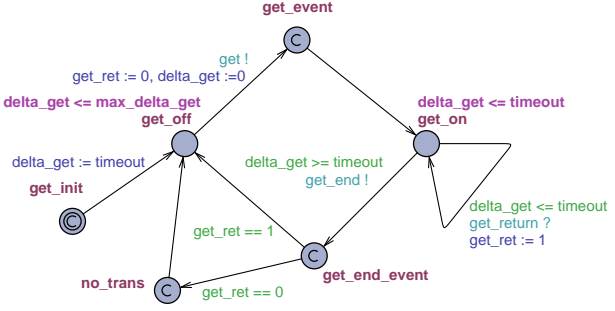 get_event
get !
get_ret := 0, delta_get :=0
delta_get <= max_delta_get
get_off
delta_get <= timeout
get_on
delta_get := timeout
delta_get >= timeout
get_end !
get_init
delta_get <= timeout
get_return ?
get_ret := 1
get_ret == 1
get_end_event
no_trans
get_ret == 0
C
C
C
C